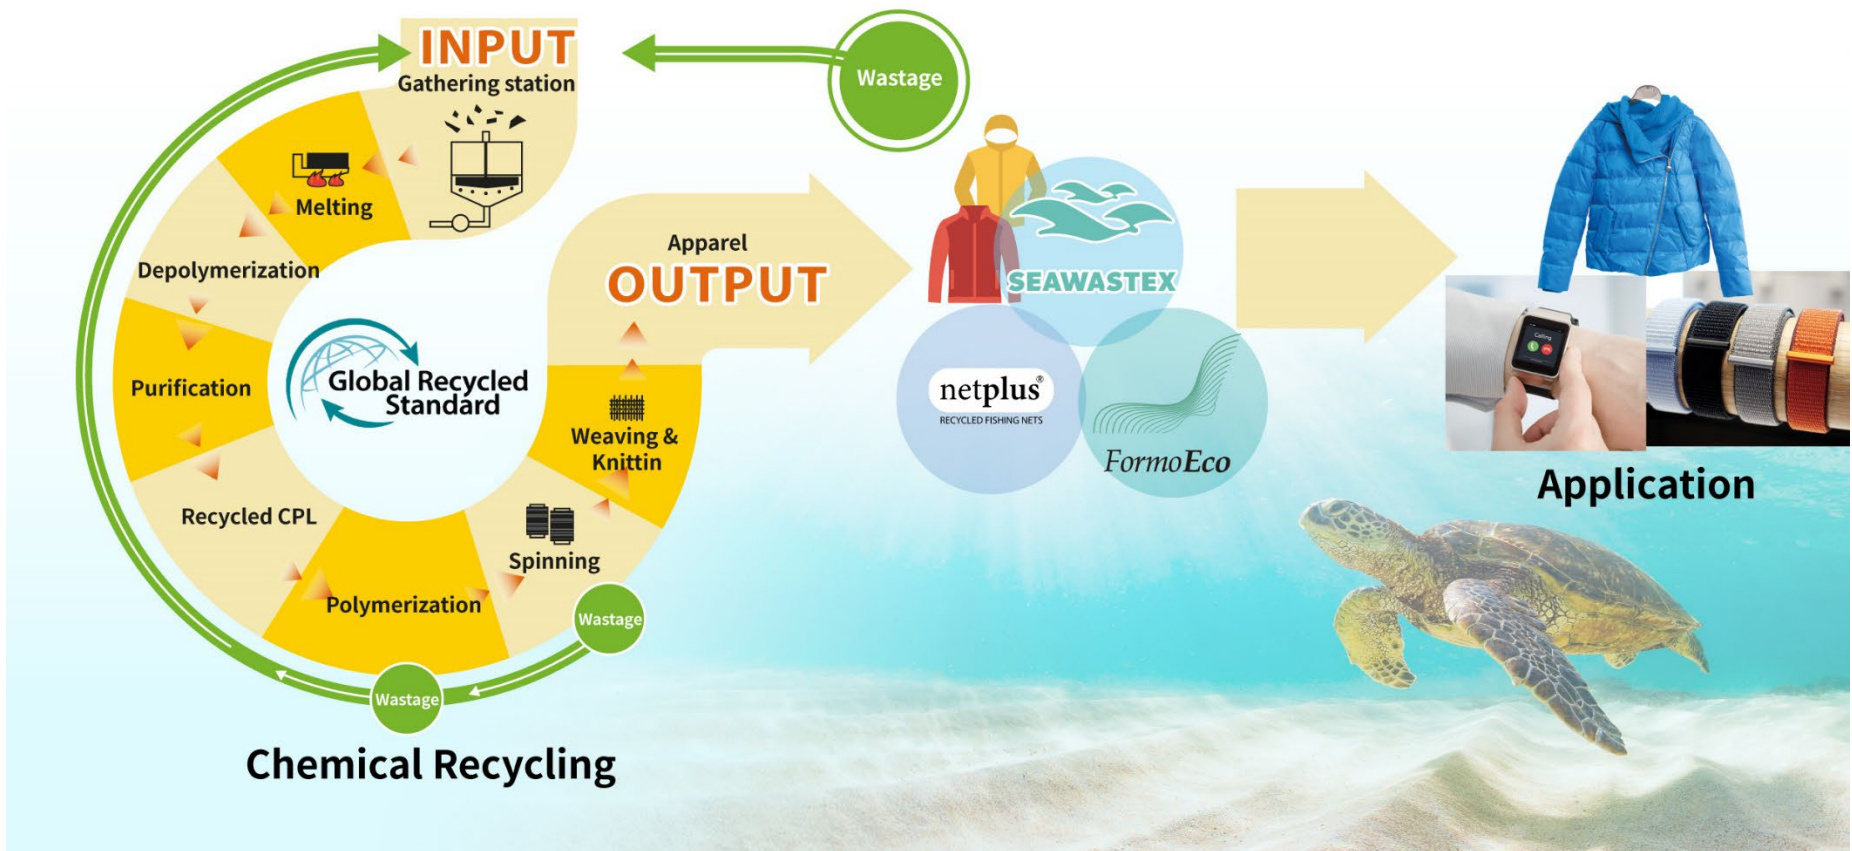 INPUT
Gathering station
Wastage
Melting
Depolymerization
Purification
Recycled CPL
Polymerization
Spinning
Weaving &
Knittin
Apparel
OUTPUT
Global Recycled
Standard
Wastage
Wastage
Chemical Recycling
SEAWASTEX
netplus®
RECYCLED FISHING NETS
FormoEco
Calling
Application